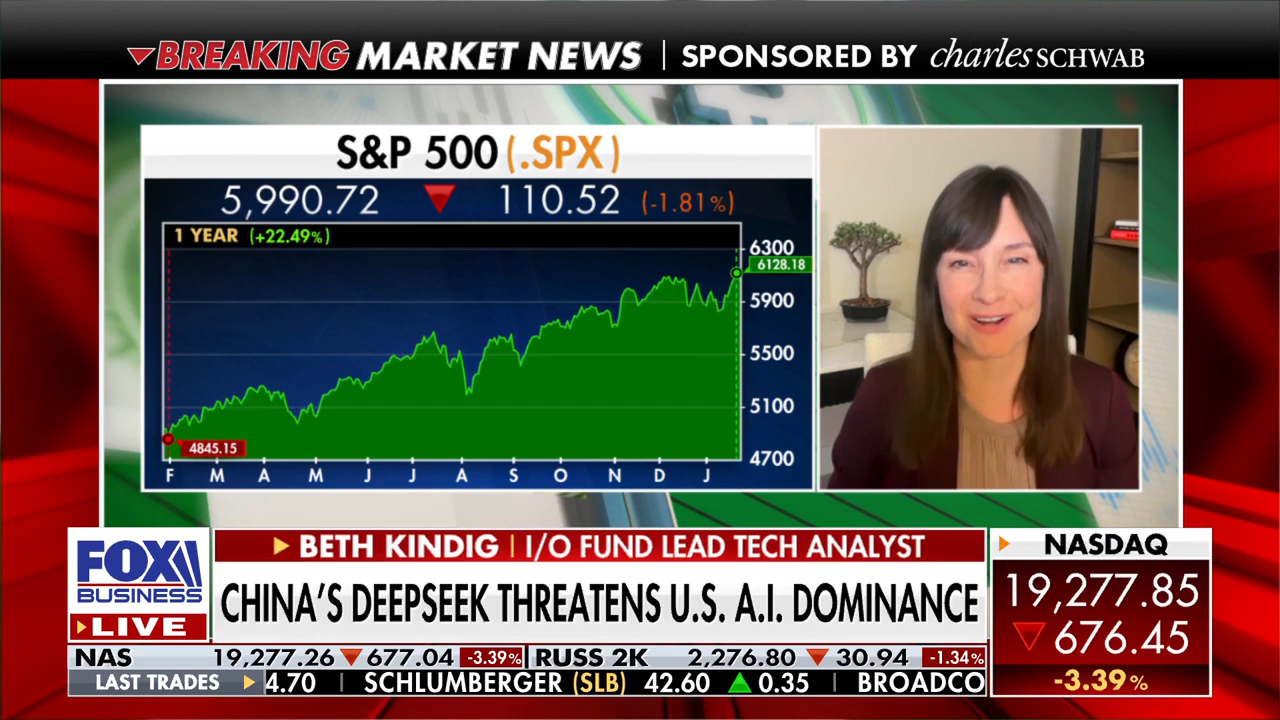 BREAKING MARKET NEWS | SPONSORED BY charles SCHWAB
S&P 500 (.SPX)
5,990.72 ▼ 110.52 (-1.81%)
1 YEAR (+22.49%)
6300
6128.18
5900
5500
5100
4845.15
4700
F M A M J J A S O N D J
FOX BUSINESS
LIVE
BETH KINDIG | I/O FUND LEAD TECH ANALYST
CHINA'S DEEPSEEK THREATENS U.S. A.I. DOMINANCE
NASDAQ
19,277.85
▼ 676.45
-3.39%
NAS 19,277.26 ▼ 677.04 -3.39% RUSS 2K 2,276.80 ▼ 30.94 -1.34%
LAST TRADES 4.70 | SCHLUMBERGER (SLB) 42.60 ▲ 0.35 | BROADCO